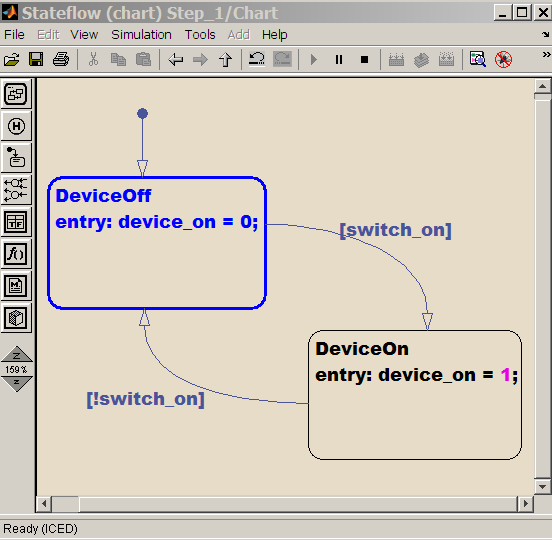 Stateflow (chart) Step_1/Chart
File Edit View Simulation Tools Add Help
H
f()
M
Z
159%
Z
DeviceOff
entry: device_on = 0;
[switch_on]
DeviceOn
entry: device_on = 1;
[!switch_on]
Ready (ICED)